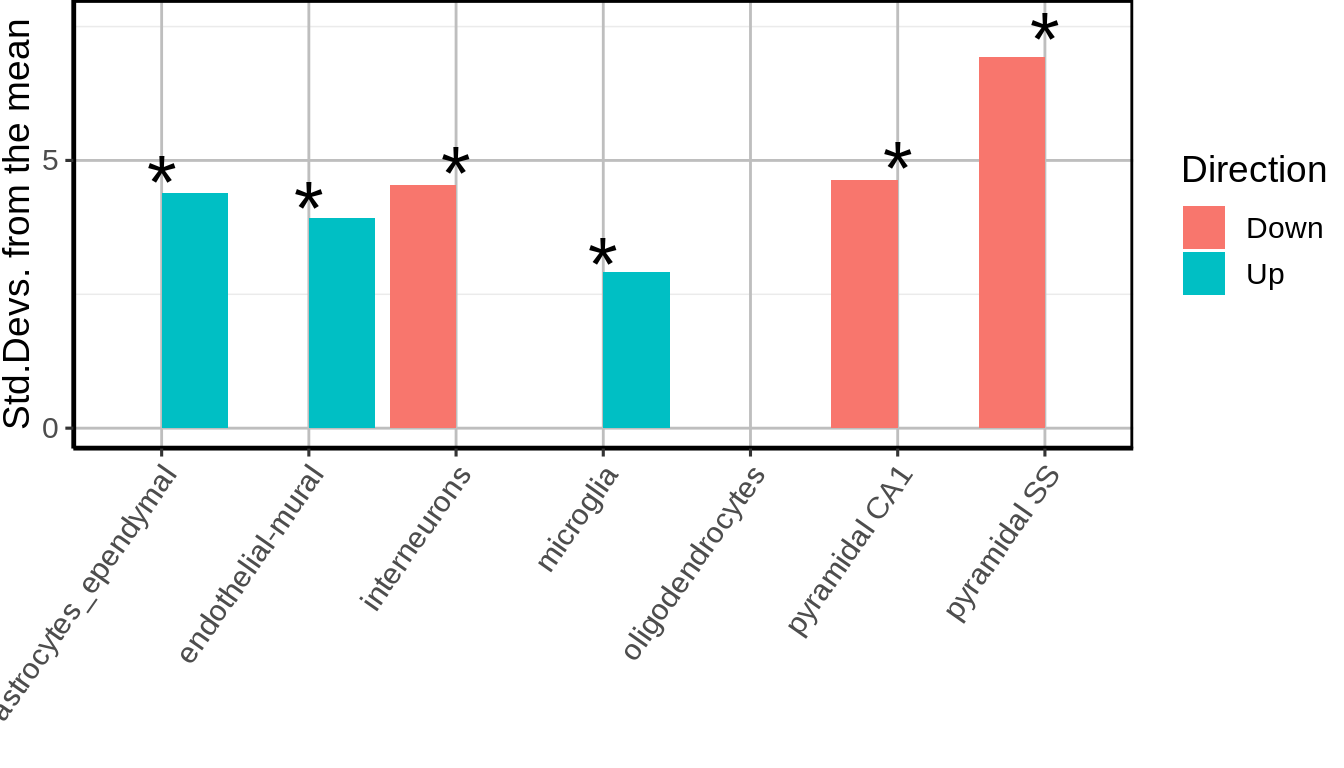 Std.Devs. from the mean
5
0
*
*
*
*
*
*
astrocytes_ependymal
endothelial-mural
interneurons
microglia
oligodendrocytes
pyramidal CA1
pyramidal SS
Direction
Down
Up